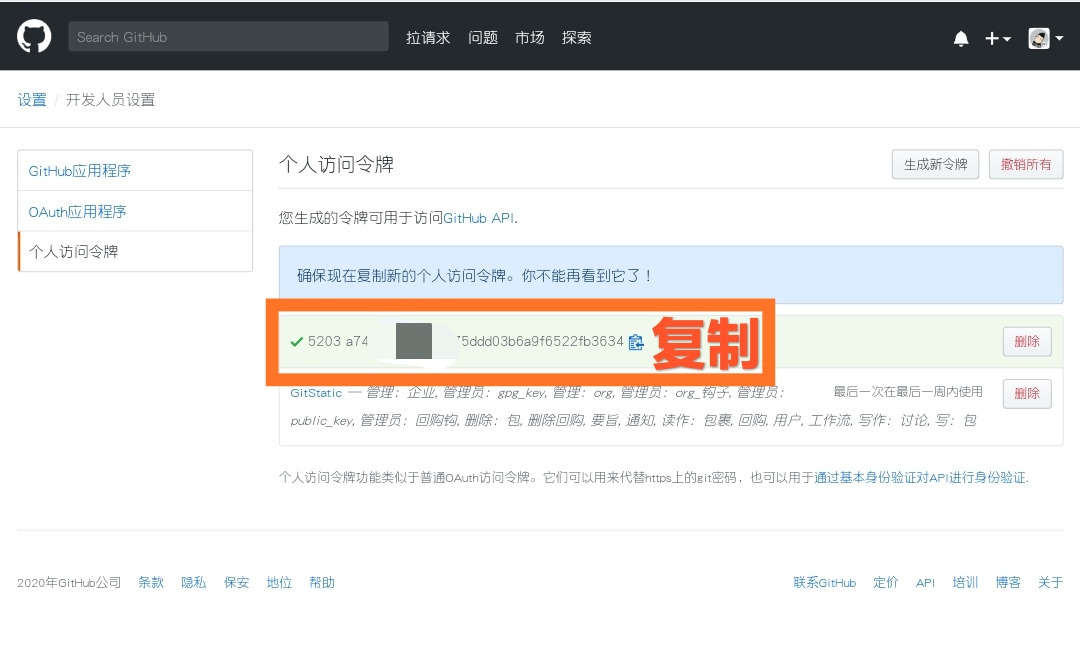 Search GitHub 拉请求 问题 市场 探索
设置 / 开发人员设置
GitHub应用程序
OAuth应用程序
个人访问令牌
个人访问令牌 生成新令牌 撤销所有
您生成的令牌可用于访问GitHub API.
确保现在复制新的个人访问令牌。你不能再看到它了！
5203 a74 75ddd03b6a9f6522fb3634 复制 删除
GitStatic — 管理：企业, 管理员：gpg_key, 管理：org, 管理员：org_钩子, 管理员： 最后一次在最后一周内使用 删除
public_key, 管理员：回购钩, 删除：包, 删除回购, 要旨, 通知, 读作：包裹, 回购, 用户, 工作流, 写作：讨论, 写：包
个人访问令牌功能类似于普通OAuth访问令牌。它们可以用来代替https上的git密码，也可以用于通过基本身份验证对API进行身份验证.
2020年GitHub公司 条款 隐私 保安 地位 帮助 联系GitHub 定价 API 培训 博客 关于